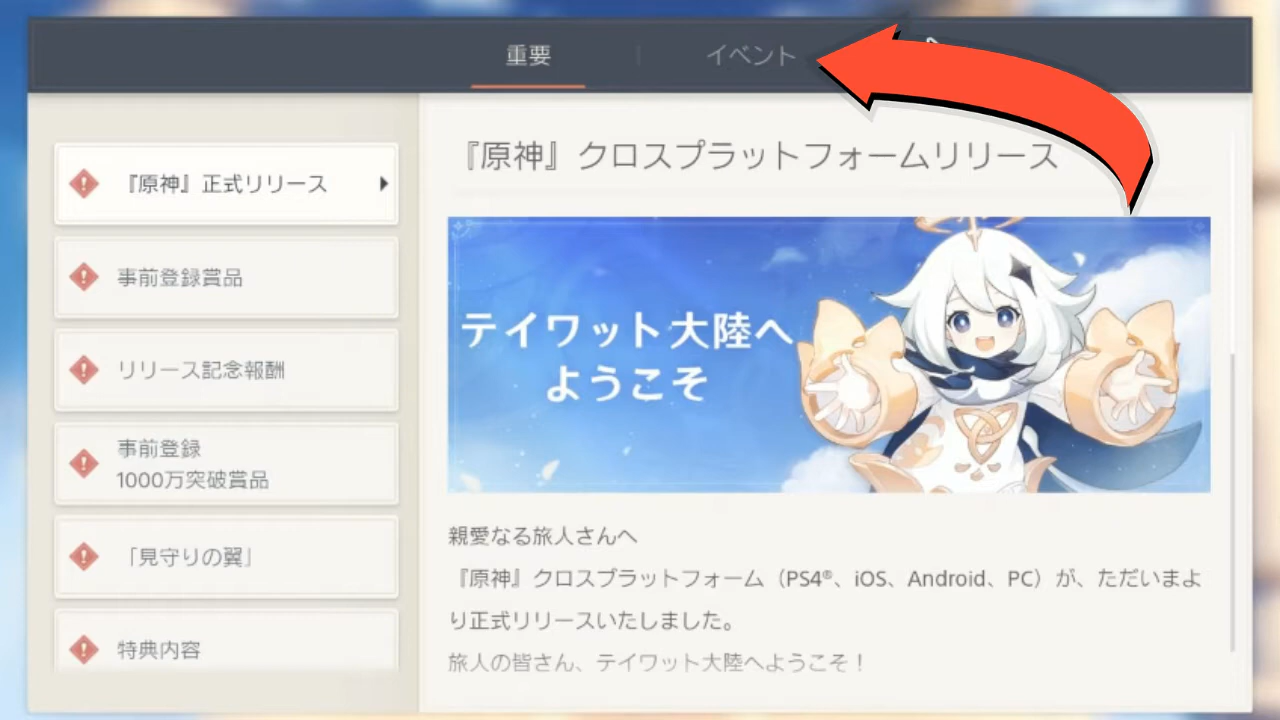 重要
イベント
『原神』正式リリース
事前登録賞品
リリース記念報酬
事前登録
1000万突破賞品
「見守りの翼」
特典内容
『原神』クロスプラットフォームリリース
テイワット大陸へ
ようこそ
親愛なる旅人さんへ
『原神』クロスプラットフォーム（PS4®、iOS、Android、PC）が、ただいまよ
り正式リリースいたしました。
旅人の皆さん、テイワット大陸へようこそ！